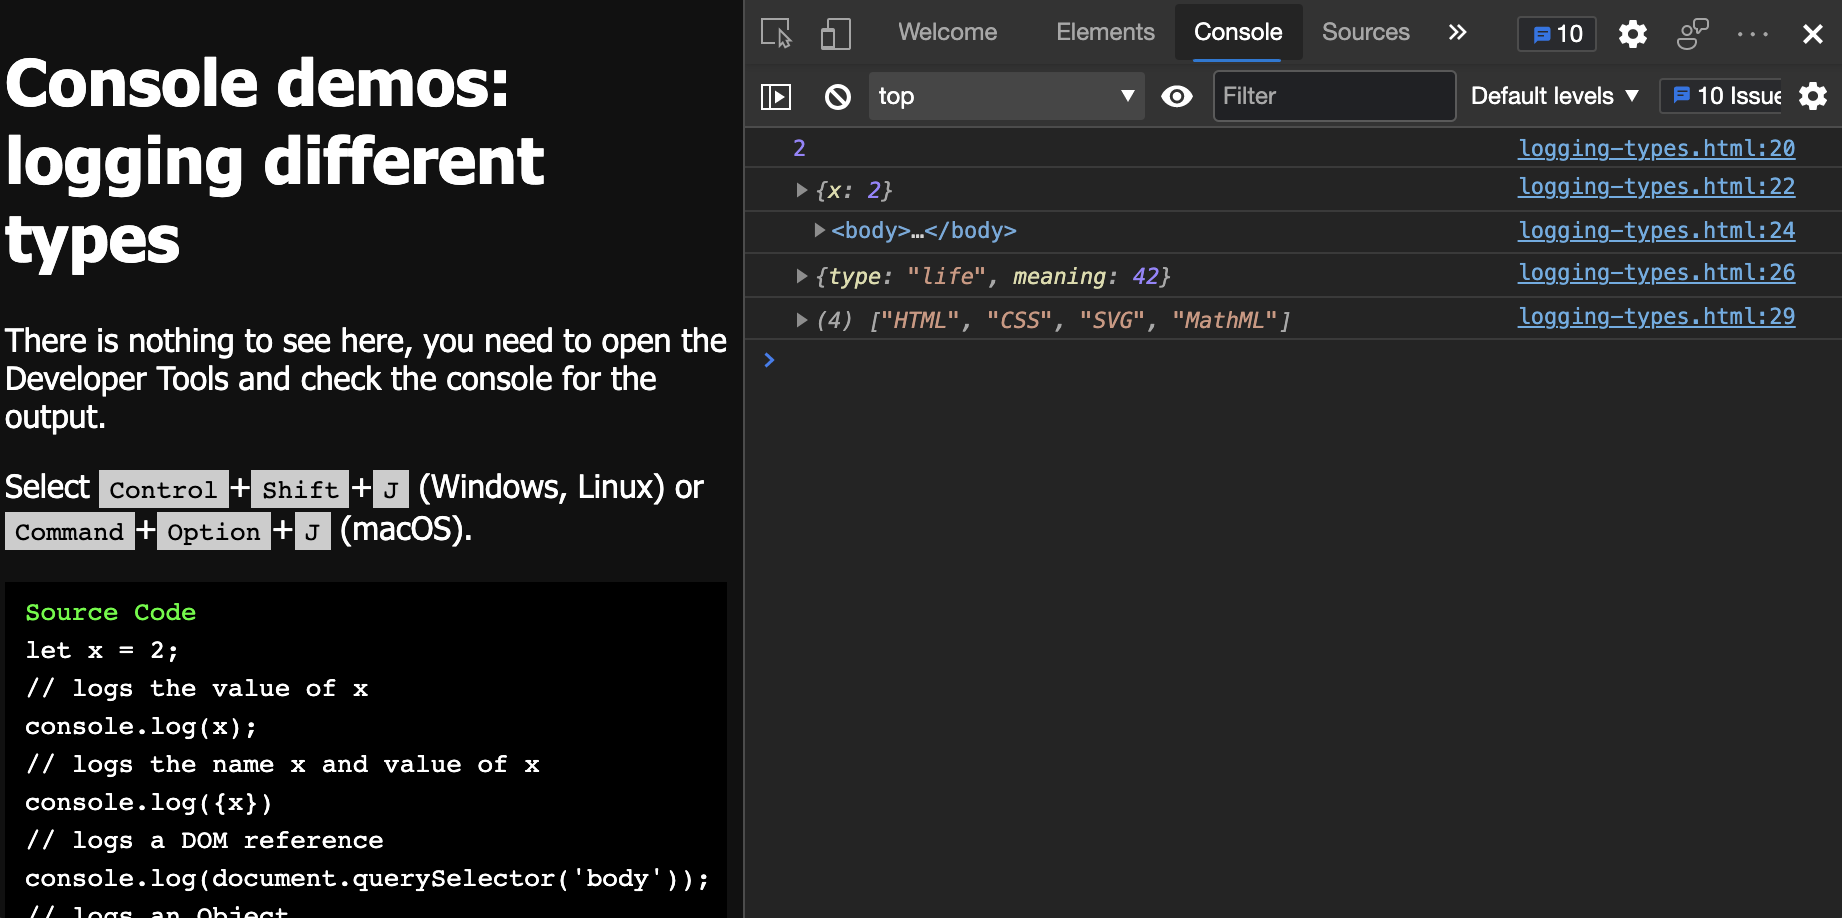 Console demos:
logging different
types
There is nothing to see here, you need to open the
Developer Tools and check the console for the
output.
Select Control+Shift+J (Windows, Linux) or
Command+Option+J (macOS).
Source Code
let x = 2;
// logs the value of x
console.log(x);
// logs the name x and value of x
console.log({x})
// logs a DOM reference
console.log(document.querySelector('body'));
// logs an Object
Welcome Elements Console Sources 10
top Filter Default levels 10 Issue
2 logging-types.html:20
{x: 2} logging-types.html:22
<body>…</body> logging-types.html:24
{type: "life", meaning: 42} logging-types.html:26
(4) ["HTML", "CSS", "SVG", "MathML"] logging-types.html:29